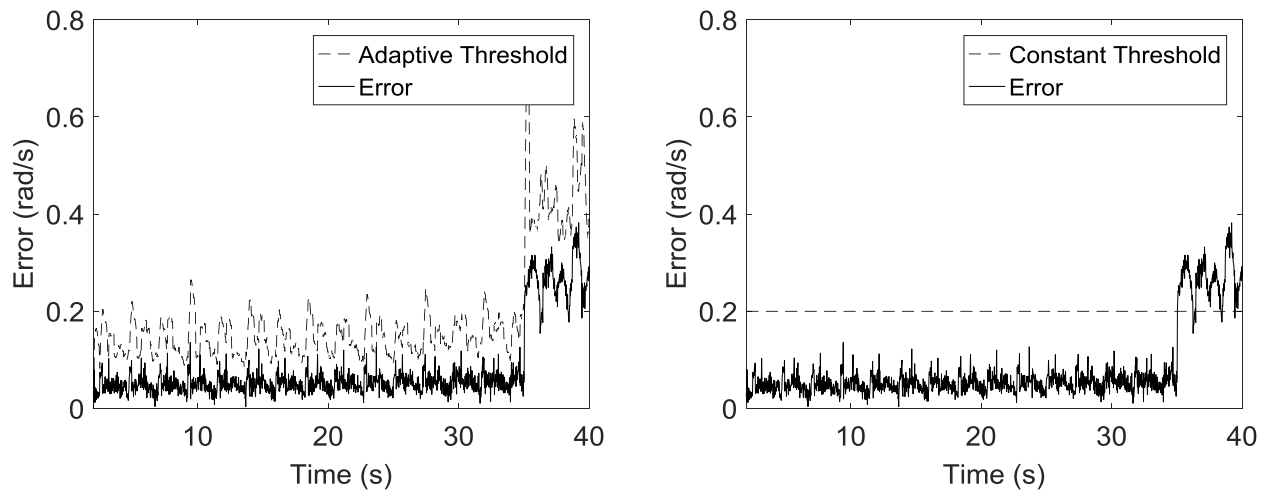 0.8
0.6
0.4
0.2
0
Error (rad/s)
Adaptive Threshold
Error
10
20
30
40
Time (s)
0.8
0.6
0.4
0.2
0
Error (rad/s)
Constant Threshold
Error
10
20
30
40
Time (s)